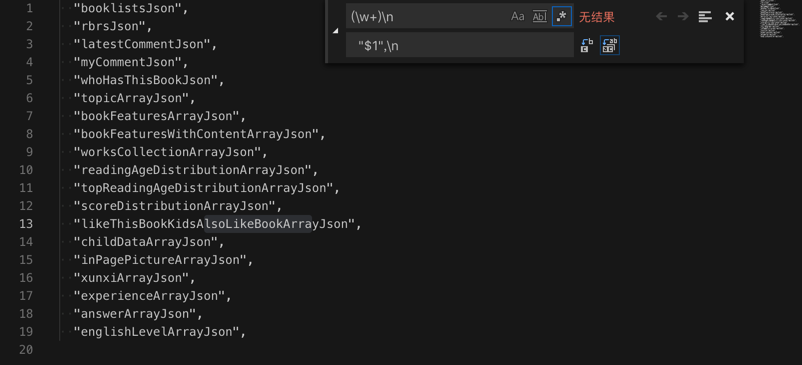 (\w+)\n Aa Ab| .* 无结果
"$1",\n
1 "booklistsJson",
2 "rbrsJson",
3 "latestCommentJson",
4 "myCommentJson",
5 "whoHasThisBookJson",
6 "topicArrayJson",
7 "bookFeaturesArrayJson",
8 "bookFeaturesWithContentArrayJson",
9 "worksCollectionArrayJson",
10 "readingAgeDistributionArrayJson",
11 "topReadingAgeDistributionArrayJson",
12 "scoreDistributionArrayJson",
13 "likeThisBookKidsAlsoLikeBookArrayJson",
14 "childDataArrayJson",
15 "inPagePictureArrayJson",
16 "xunxiArrayJson",
17 "experienceArrayJson",
18 "answerArrayJson",
19 "englishLevelArrayJson",
20